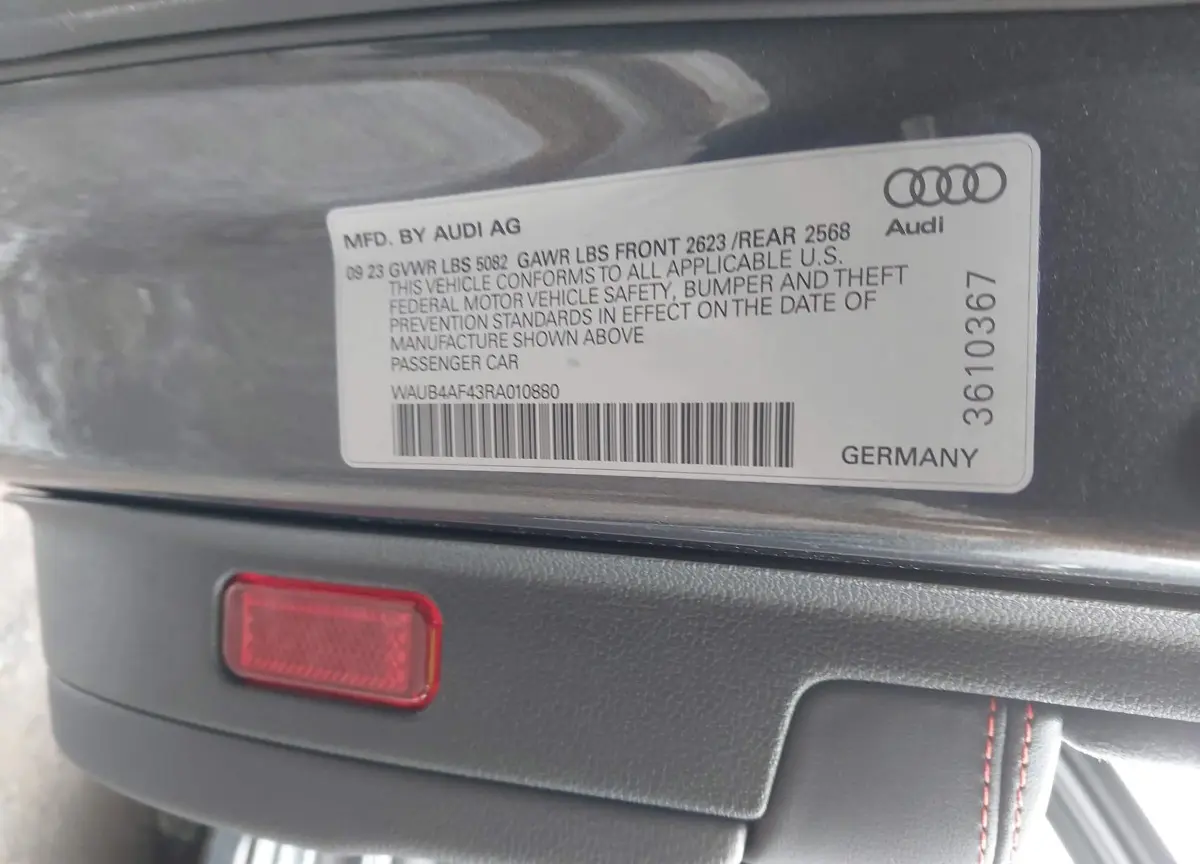 MFD. BY AUDI AG
Audi
09 23 GVWR LBS 5082 GAWR LBS FRONT 2623 /REAR 2568
THIS VEHICLE CONFORMS TO ALL APPLICABLE U.S.
FEDERAL MOTOR VEHICLE SAFETY, BUMPER AND THEFT
PREVENTION STANDARDS IN EFFECT ON THE DATE OF
MANUFACTURE SHOWN ABOVE
PASSENGER CAR
WAUB4AF43RA010880
GERMANY
3610367